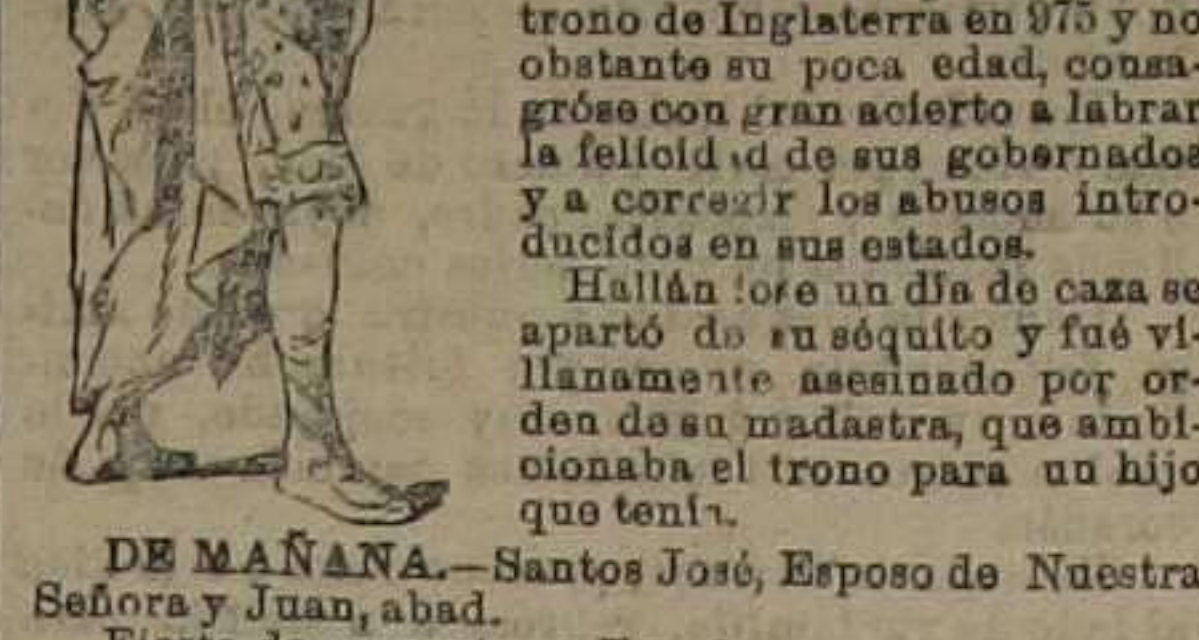 trono de Inglaterra en 975 y no
obstante su poca edad, consa-
gróse con gran acierto a labrar
la felicidad de sus gobernados
y a corregir los abusos intro-
ducidos en sus estados.
Hallándose un día de caza se
apartó de su séquito y fué vi-
llanamente asesinado por or-
den de su madastra, que ambi-
cionaba el trono para un hijo
que tenía.
DE MAÑANA.—Santos José, Esposo de Nuestra
Señora y Juan, abad.